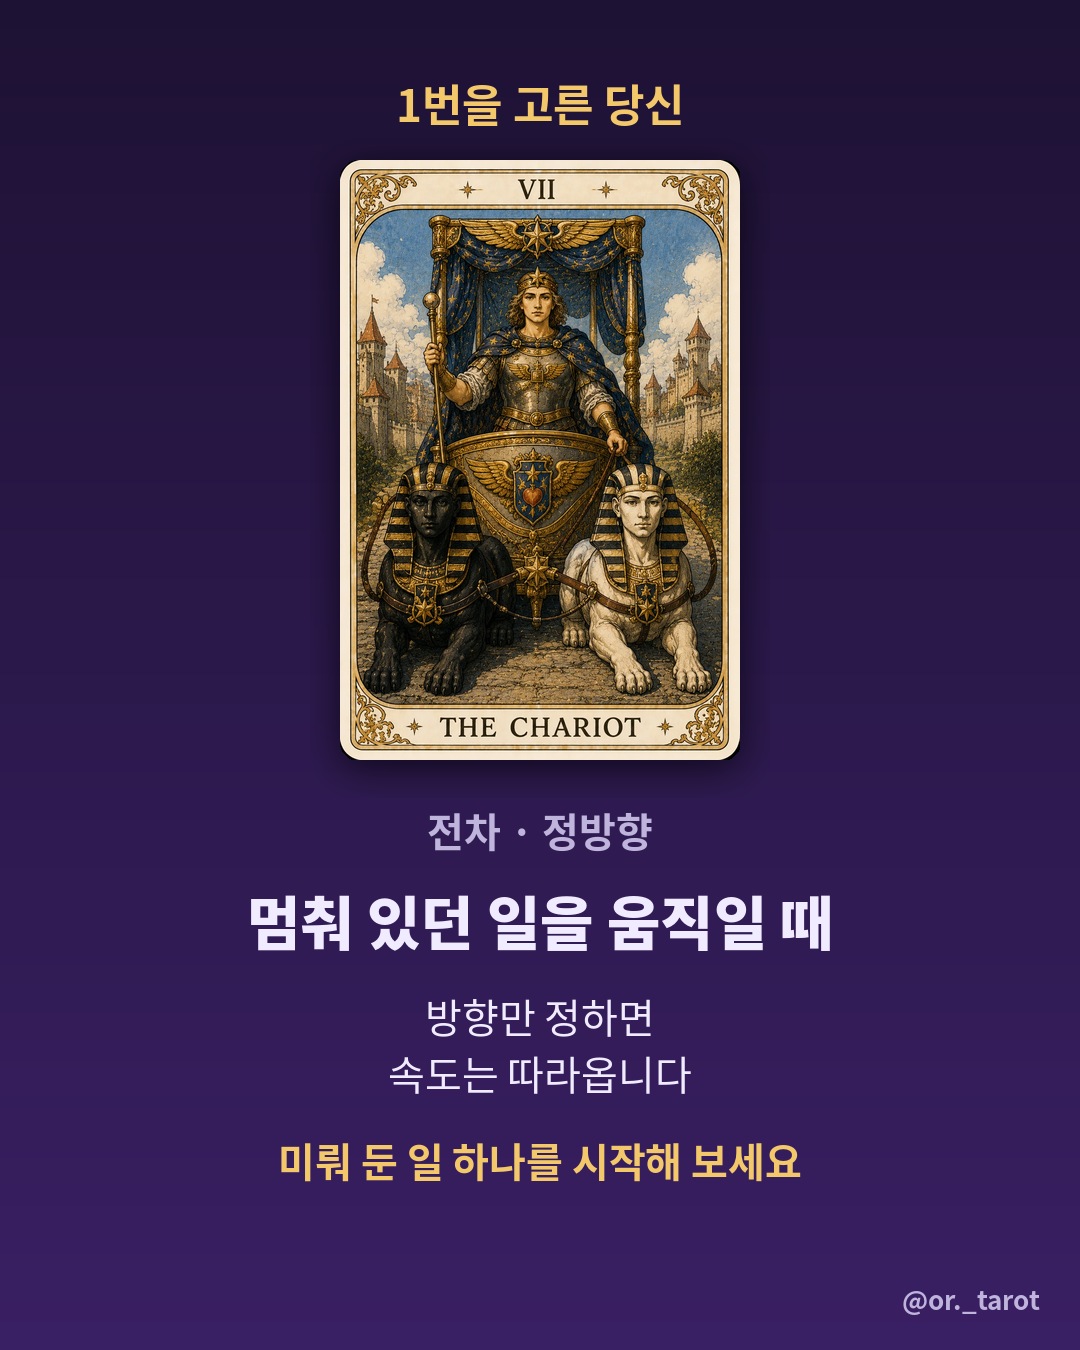 1번을 고른 당신
VII
THE CHARIOT
전차 · 정방향
멈춰 있던 일을 움직일 때
방향만 정하면
속도는 따라옵니다
미뤄 둔 일 하나를 시작해 보세요
@or._tarot